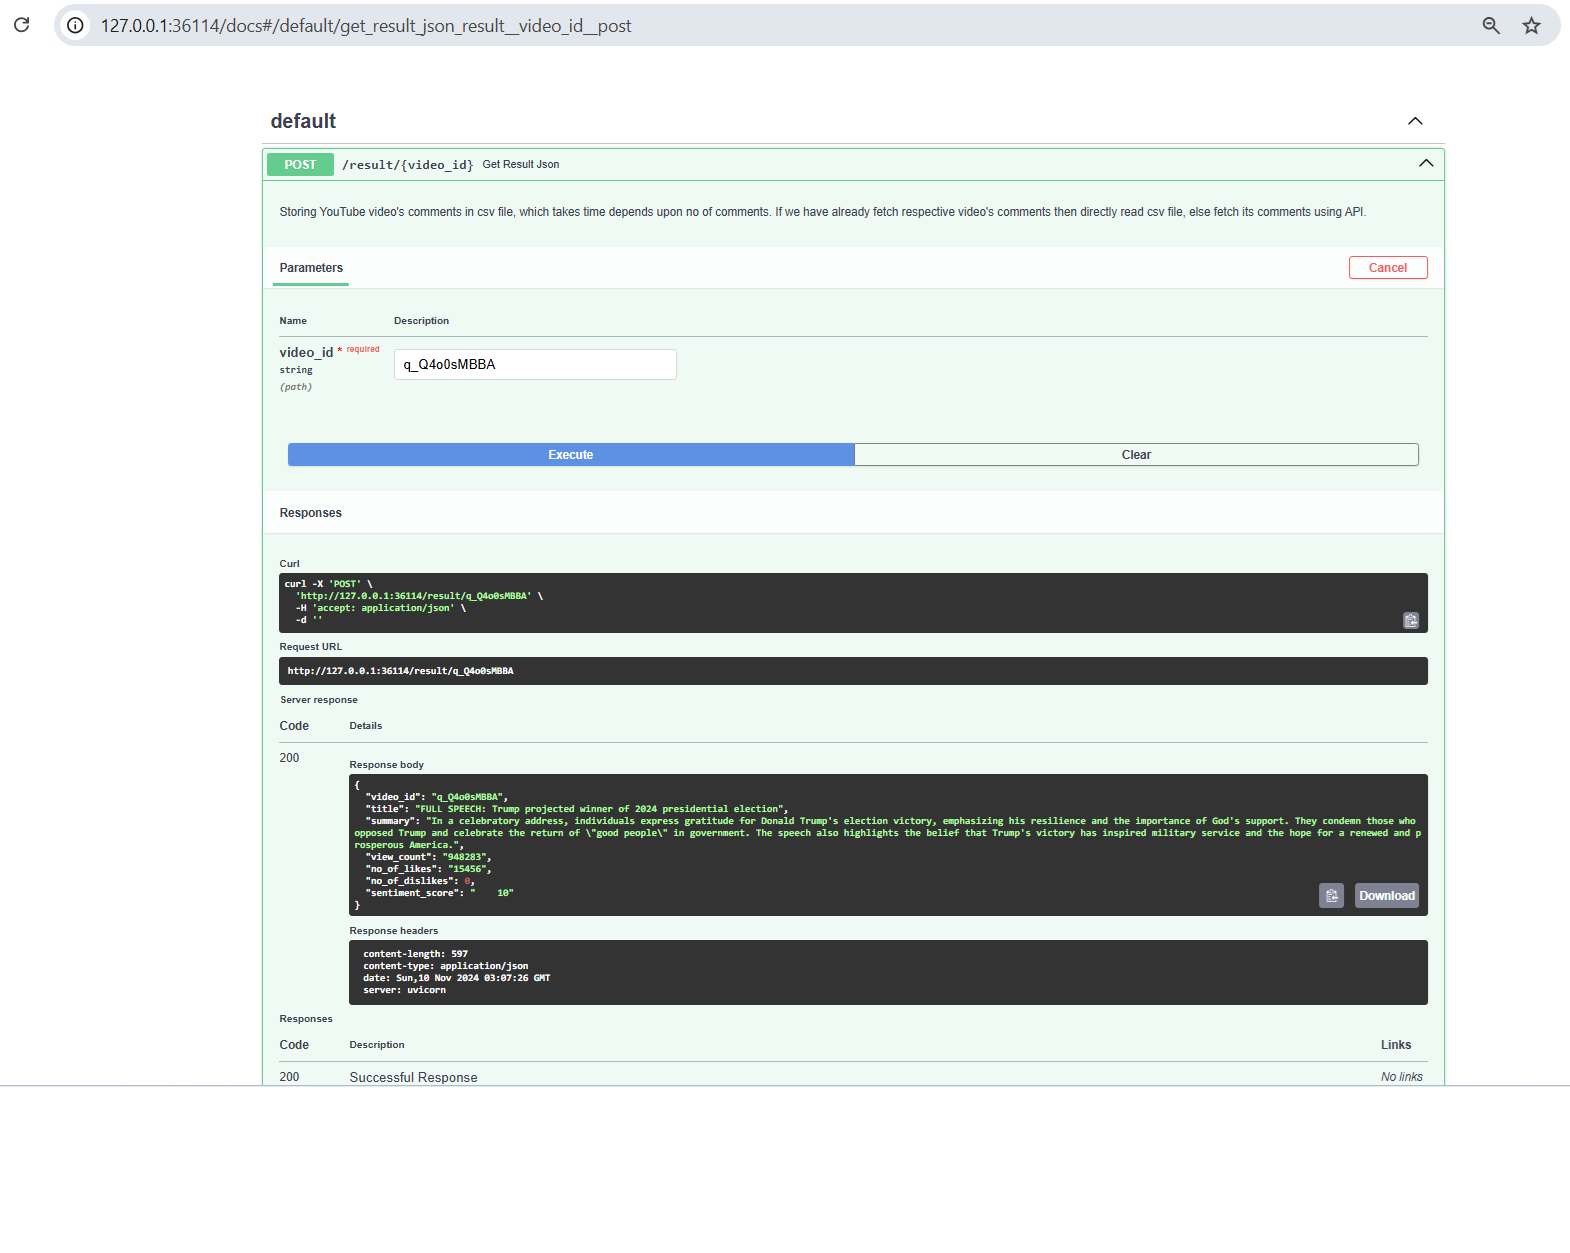 127.0.0.1:36114/docs#/default/get_result_json_result__video_id__post
default
POST /result/{video_id} Get Result Json
Storing YouTube video's comments in csv file, which takes time depends upon no of comments. If we have already fetch respective video's comments then directly read csv file, else fetch its comments using API.
Parameters
Cancel
Name Description
video_id * required
string
(path)
q_Q4o0sMBBA
Execute Clear
Responses
Curl
curl -X 'POST' \
'http://127.0.0.1:36114/result/q_Q4o0sMBBA' \
-H 'accept: application/json' \
-d ''
Request URL
http://127.0.0.1:36114/result/q_Q4o0sMBBA
Server response
Code Details
200
Response body
{
"video_id": "q_Q4o0sMBBA",
"title": "FULL SPEECH: Trump projected winner of 2024 presidential election",
"summary": "In a celebratory address, individuals express gratitude for Donald Trump's election victory, emphasizing his resilience and the importance of God's support. They condemn those who
opposed Trump and celebrate the return of \"good people\" in government. The speech also highlights the belief that Trump's victory has inspired military service and the hope for a renewed and p
rosperous America.",
"view_count": "948283",
"no_of_likes": "15456",
"no_of_dislikes": 0,
"sentiment_score": "    10"
}
Download
Response headers
content-length: 597
content-type: application/json
date: Sun,10 Nov 2024 03:07:26 GMT
server: uvicorn
Responses
Code Description Links
200 Successful Response No links